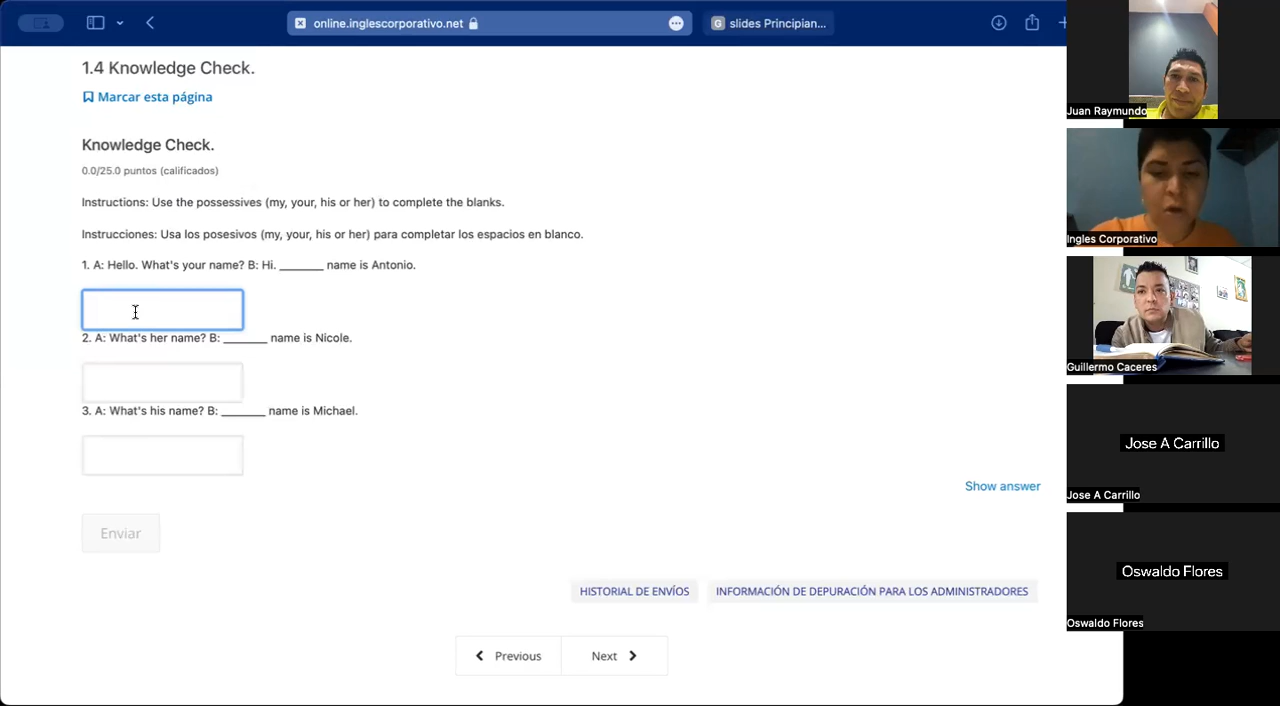 online.inglescorporativo.net
G slides Principian...
1.4 Knowledge Check.
Marcar esta página
Knowledge Check.
0.0/25.0 puntos (calificados)
Instructions: Use the possessives (my, your, his or her) to complete the blanks.
Instrucciones: Usa los posesivos (my, your, his or her) para completar los espacios en blanco.
1. A: Hello. What's your name? B: Hi. _______ name is Antonio.
2. A: What's her name? B: _______ name is Nicole.
3. A: What's his name? B: _______ name is Michael.
Show answer
Enviar
HISTORIAL DE ENVÍOS
INFORMACIÓN DE DEPURACIÓN PARA LOS ADMINISTRADORES
Previous
Next
Juan Raymundo
Ingles Corporativo
Guillermo Caceres
Jose A Carrillo
Jose A Carrillo
Oswaldo Flores
Oswaldo Flores